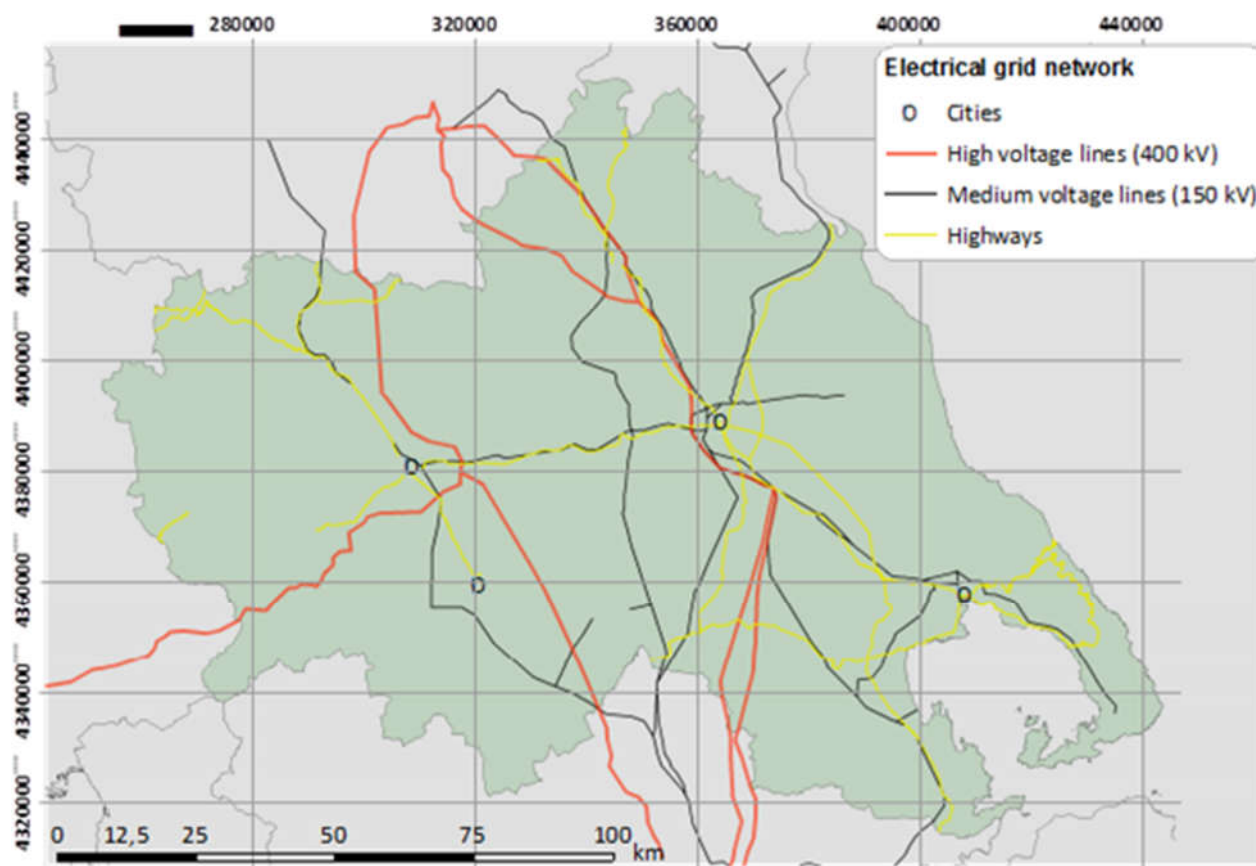 280000
320000
360000
400000
440000
Electrical grid network
Cities
High voltage lines (400 kV)
Medium voltage lines (150 kV)
Highways
4440000
4420000
4400000
4380000
4360000
4340000
4320000
0 12,5 25 50 75 100
km